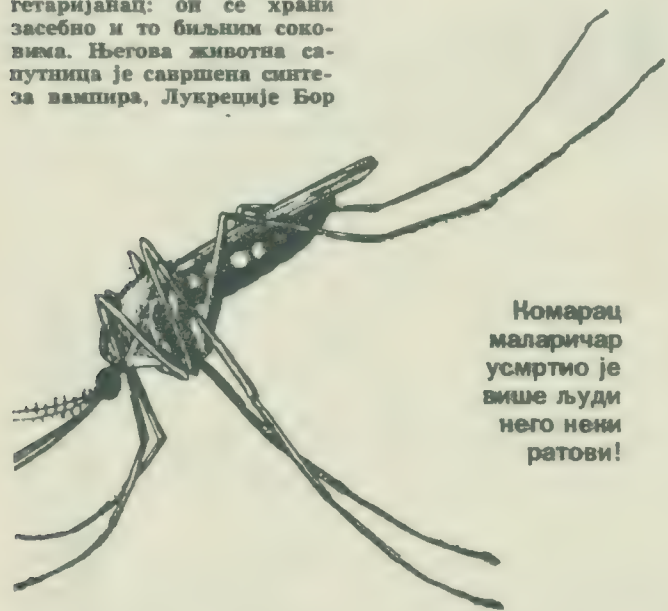 гетаријанац: он се храни
засебно и то биљним соко-
вима. Његова животна са-
путница је савршена синте-
за вампира, Лукреције Бор
Комарац
маларичар
усмртио је
више људи
него неки
ратови!